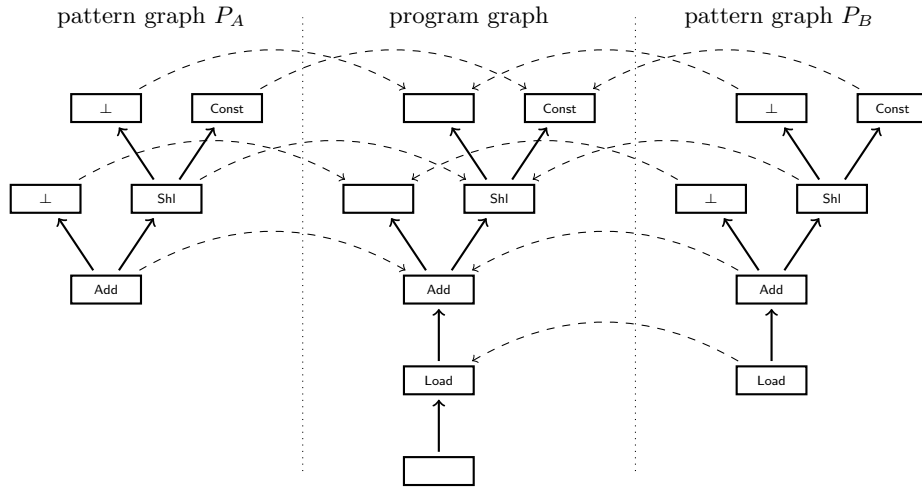 pattern graph P_A program graph pattern graph P_B
⊥ Const Const ⊥ Const
⊥ Shl Shl ⊥ Shl
Add Add Add
Load Load